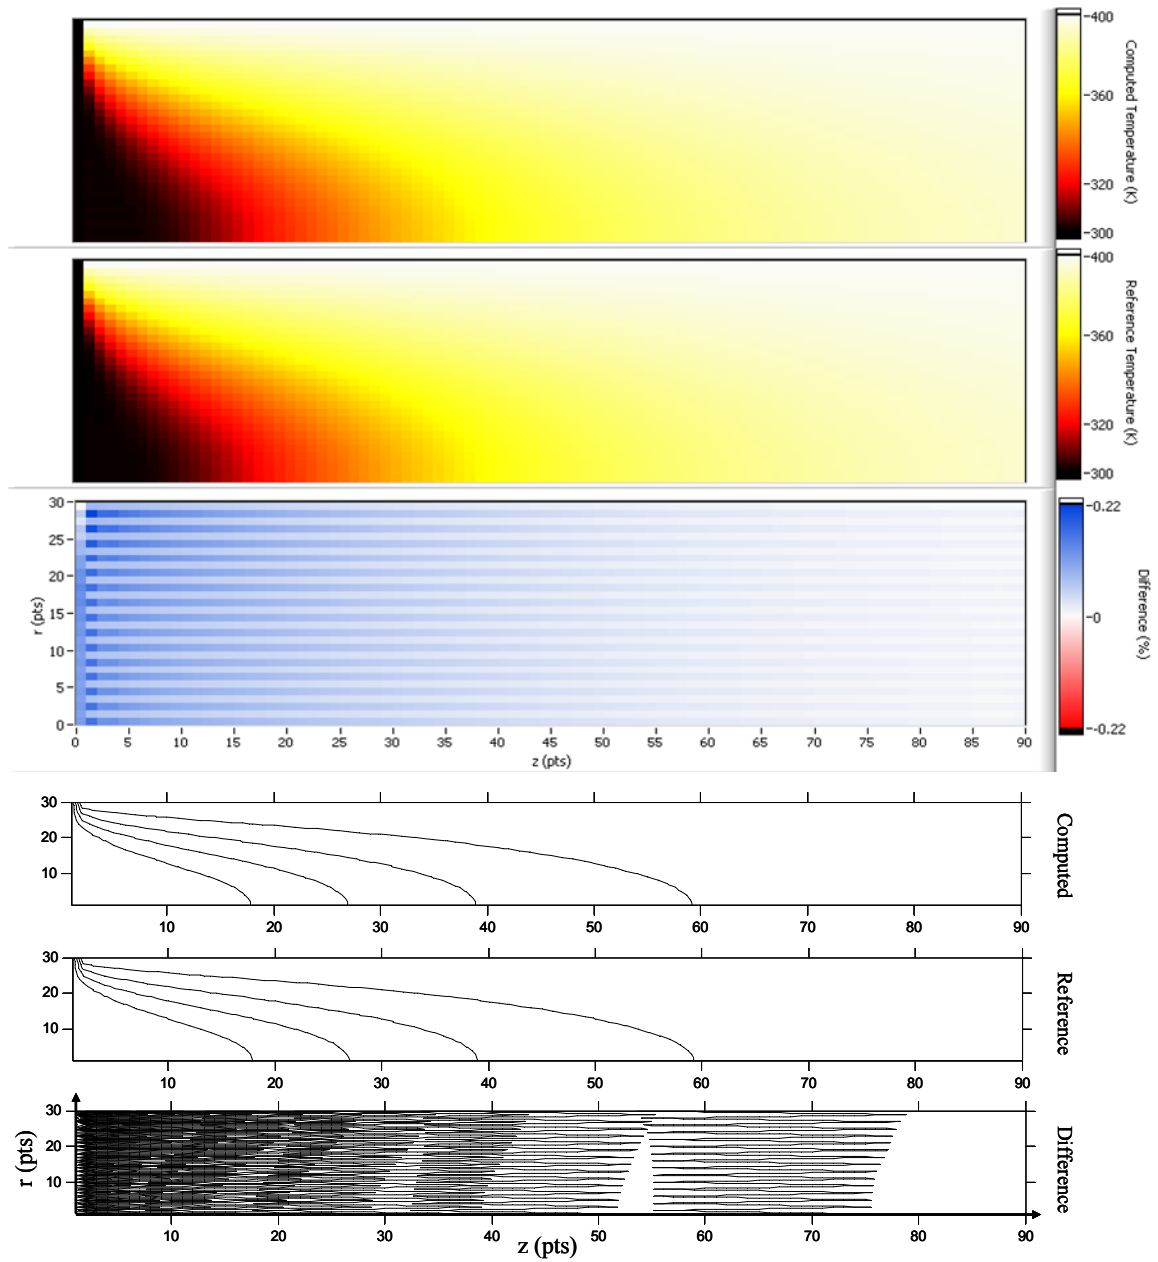 400
360
320
300
Computed Temperature (K)
400
360
320
300
Reference Temperature (K)
30
25
20
15
10
5
0
r (pts)
0 5 10 15 20 25 30 35 40 45 50 55 60 65 70 75 80 85 90
z (pts)
-0.22
-0
-0.22
Difference (%)
30
20
10
10 20 30 40 50 60 70 80 90
Computed
30
20
10
10 20 30 40 50 60 70 80 90
Reference
30
20
10
r (pts)
10 20 30 40 50 60 70 80 90
z (pts)
Difference